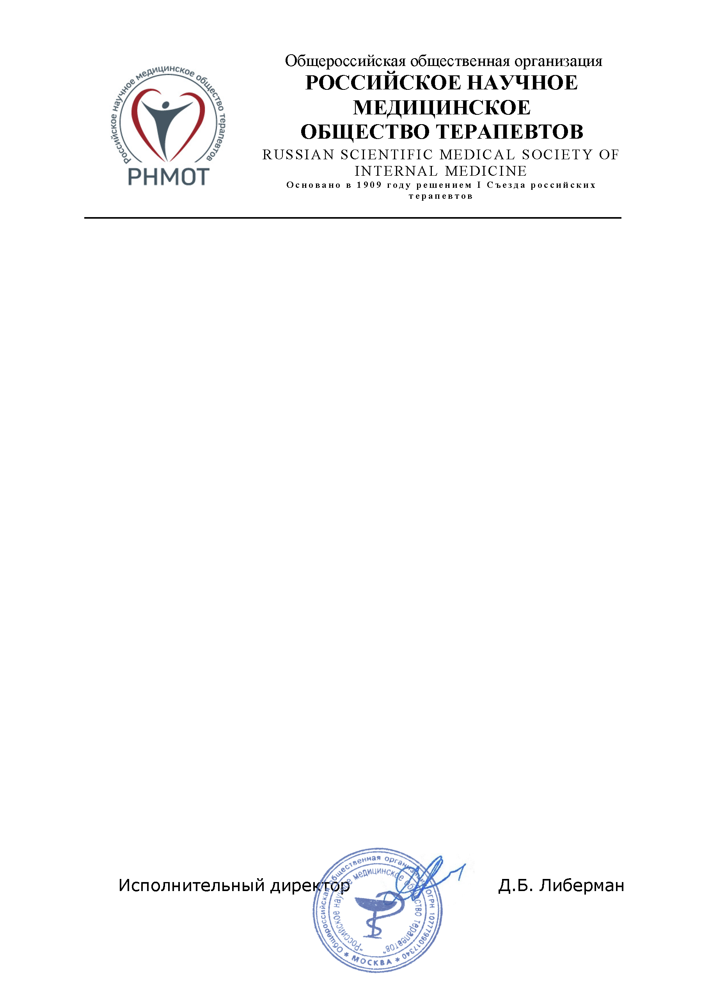 российское научное медицинское общество терапевтов
РНМОТ
Общероссийская общественная организация
РОССИЙСКОЕ НАУЧНОЕ
МЕДИЦИНСКОЕ
ОБЩЕСТВО ТЕРАПЕВТОВ
RUSSIAN SCIENTIFIC MEDICAL SOCIETY OF
INTERNAL MEDICINE
Основано в 1909 году решением I Съезда российских
терапевтов
Исполнительный директор
Д.Б. Либерман
Общероссийская общественная организация ОГРН 1077799017340
* МОСКВА *
"Российское научное медицинское общество терапевтов"